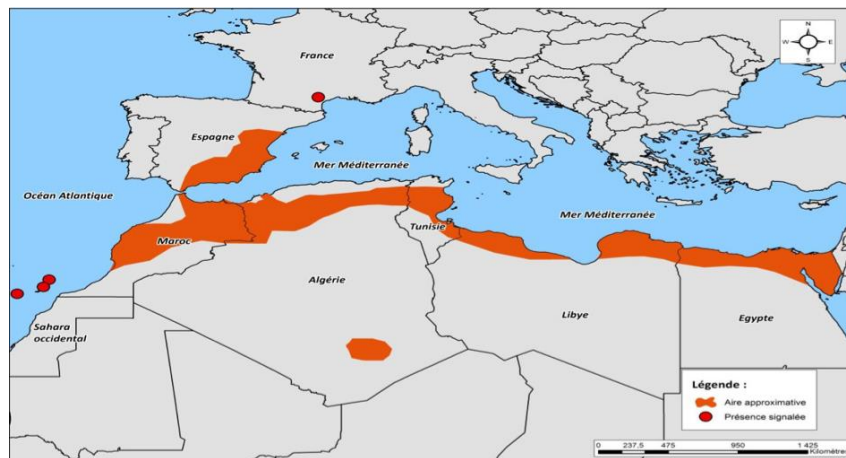 France
N
W E
S
Espagne
Mer Méditerranée
Océan Atlantique
Mer Méditerranée
Tunisie
Maroc
Algérie
Libye
Egypte
Sahara
occidental
Légende :
Aire approximative
Présence signalée
0 237,5 475 950 1 425
Kilomètres